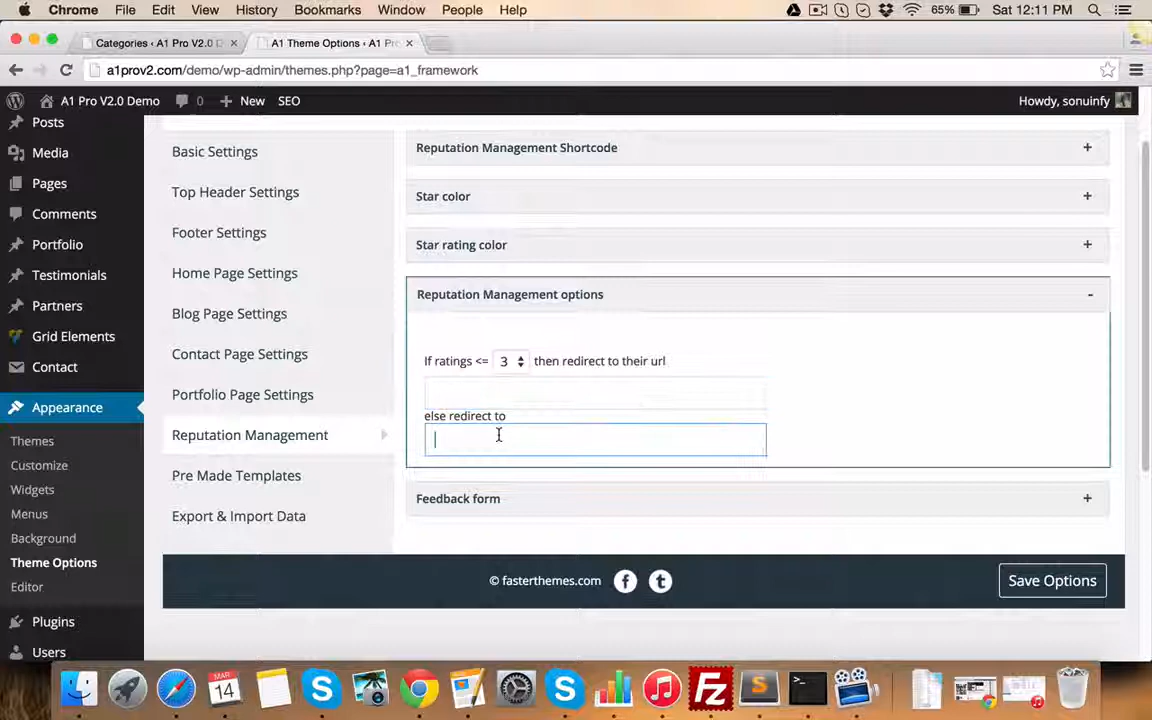 Chrome File Edit View History Bookmarks Window People Help 65% Sat 12:11 PM
Categories ‹ A1 Pro V2.0 D
A1 Theme Options ‹ A1 Pr
a1prov2.com/demo/wp-admin/themes.php?page=a1_framework
A1 Pro V2.0 Demo 0 + New SEO Howdy, sonuinfy
Posts
Media
Pages
Comments
Portfolio
Testimonials
Partners
Grid Elements
Contact
Appearance
Themes
Customize
Widgets
Menus
Background
Theme Options
Editor
Plugins
Users
Basic Settings
Top Header Settings
Footer Settings
Home Page Settings
Blog Page Settings
Contact Page Settings
Portfolio Page Settings
Reputation Management
Pre Made Templates
Export & Import Data
Reputation Management Shortcode +
Star color +
Star rating color +
Reputation Management options -
If ratings <= 3 then redirect to their url
else redirect to
Feedback form +
© fasterthemes.com
Save Options
MAR
14